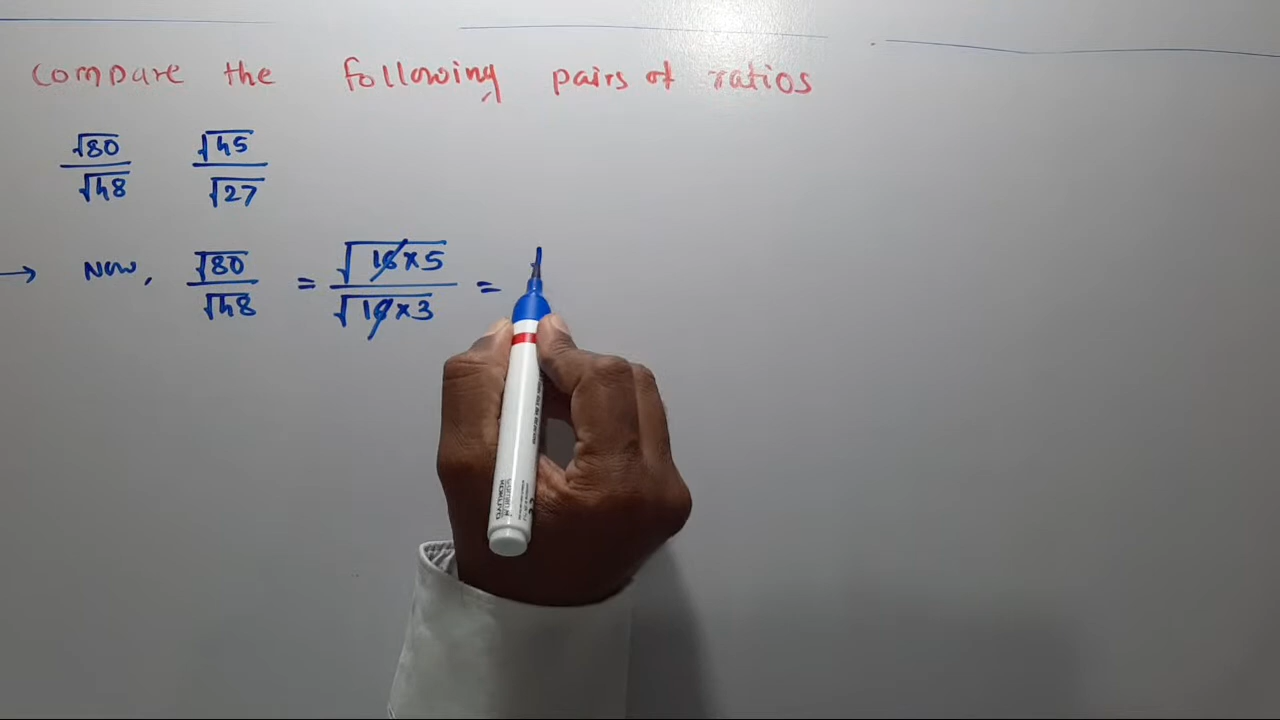 Compare the following pairs of ratios
√80/√48 √45/√27
→ Now, √80/√48 = √16×5/√16×3 =